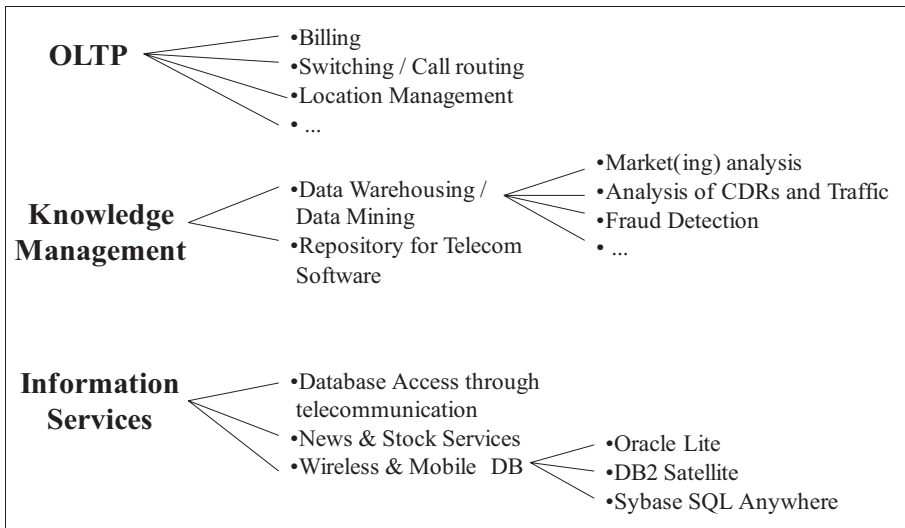 OLTP
•Billing
•Switching / Call routing
•Location Management
• ...
Knowledge
Management
•Data Warehousing /
Data Mining
•Repository for Telecom
Software
•Market(ing) analysis
•Analysis of CDRs and Traffic
•Fraud Detection
• ...
Information
Services
•Database Access through
telecommunication
•News & Stock Services
•Wireless & Mobile DB
•Oracle Lite
•DB2 Satellite
•Sybase SQL Anywhere